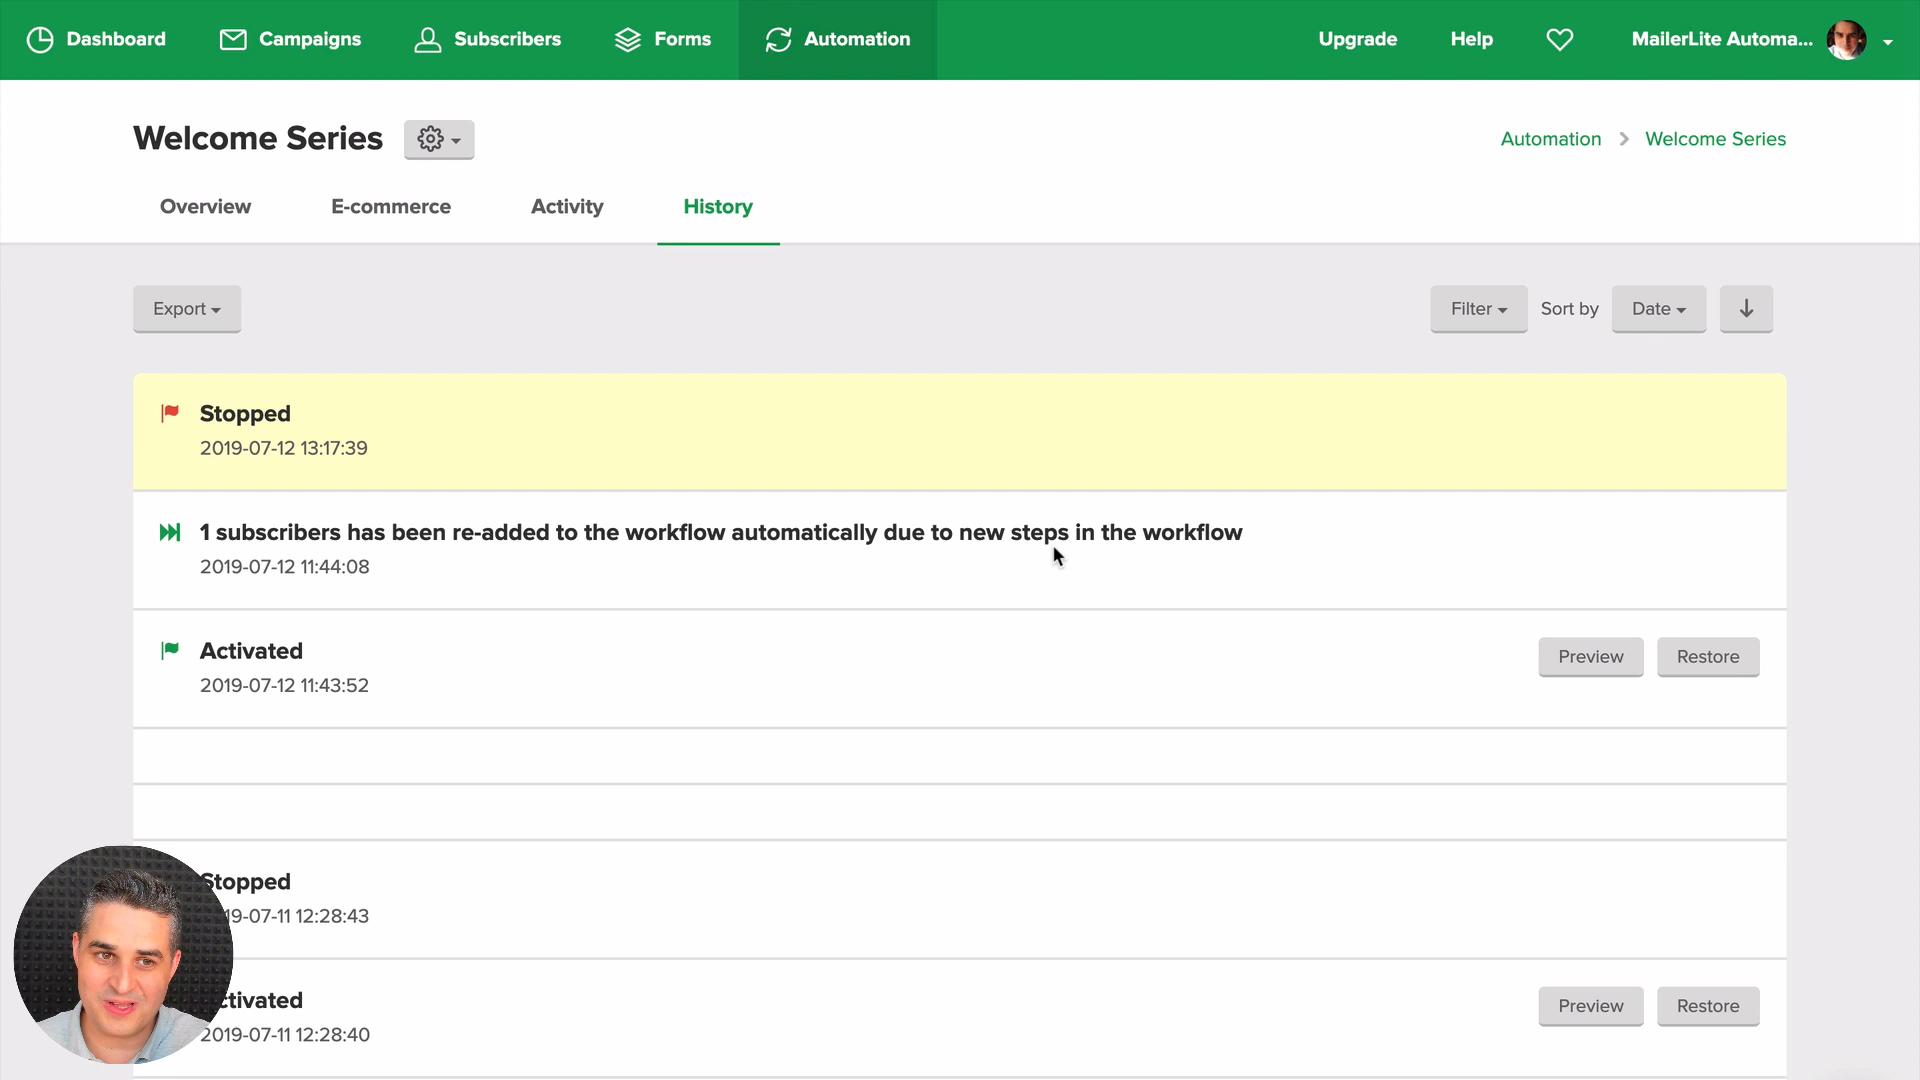 Dashboard
Campaigns
Subscribers
Forms
Automation
Upgrade
Help
MailerLite Automa...
Welcome Series
Automation
Welcome Series
Overview
E-commerce
Activity
History
Export
Filter
Sort by
Date
Stopped
2019-07-12 13:17:39
1 subscribers has been re-added to the workflow automatically due to new steps in the workflow
2019-07-12 11:44:08
Activated
2019-07-12 11:43:52
Preview
Restore
Stopped
19-07-11 12:28:43
ctivated
2019-07-11 12:28:40
Preview
Restore